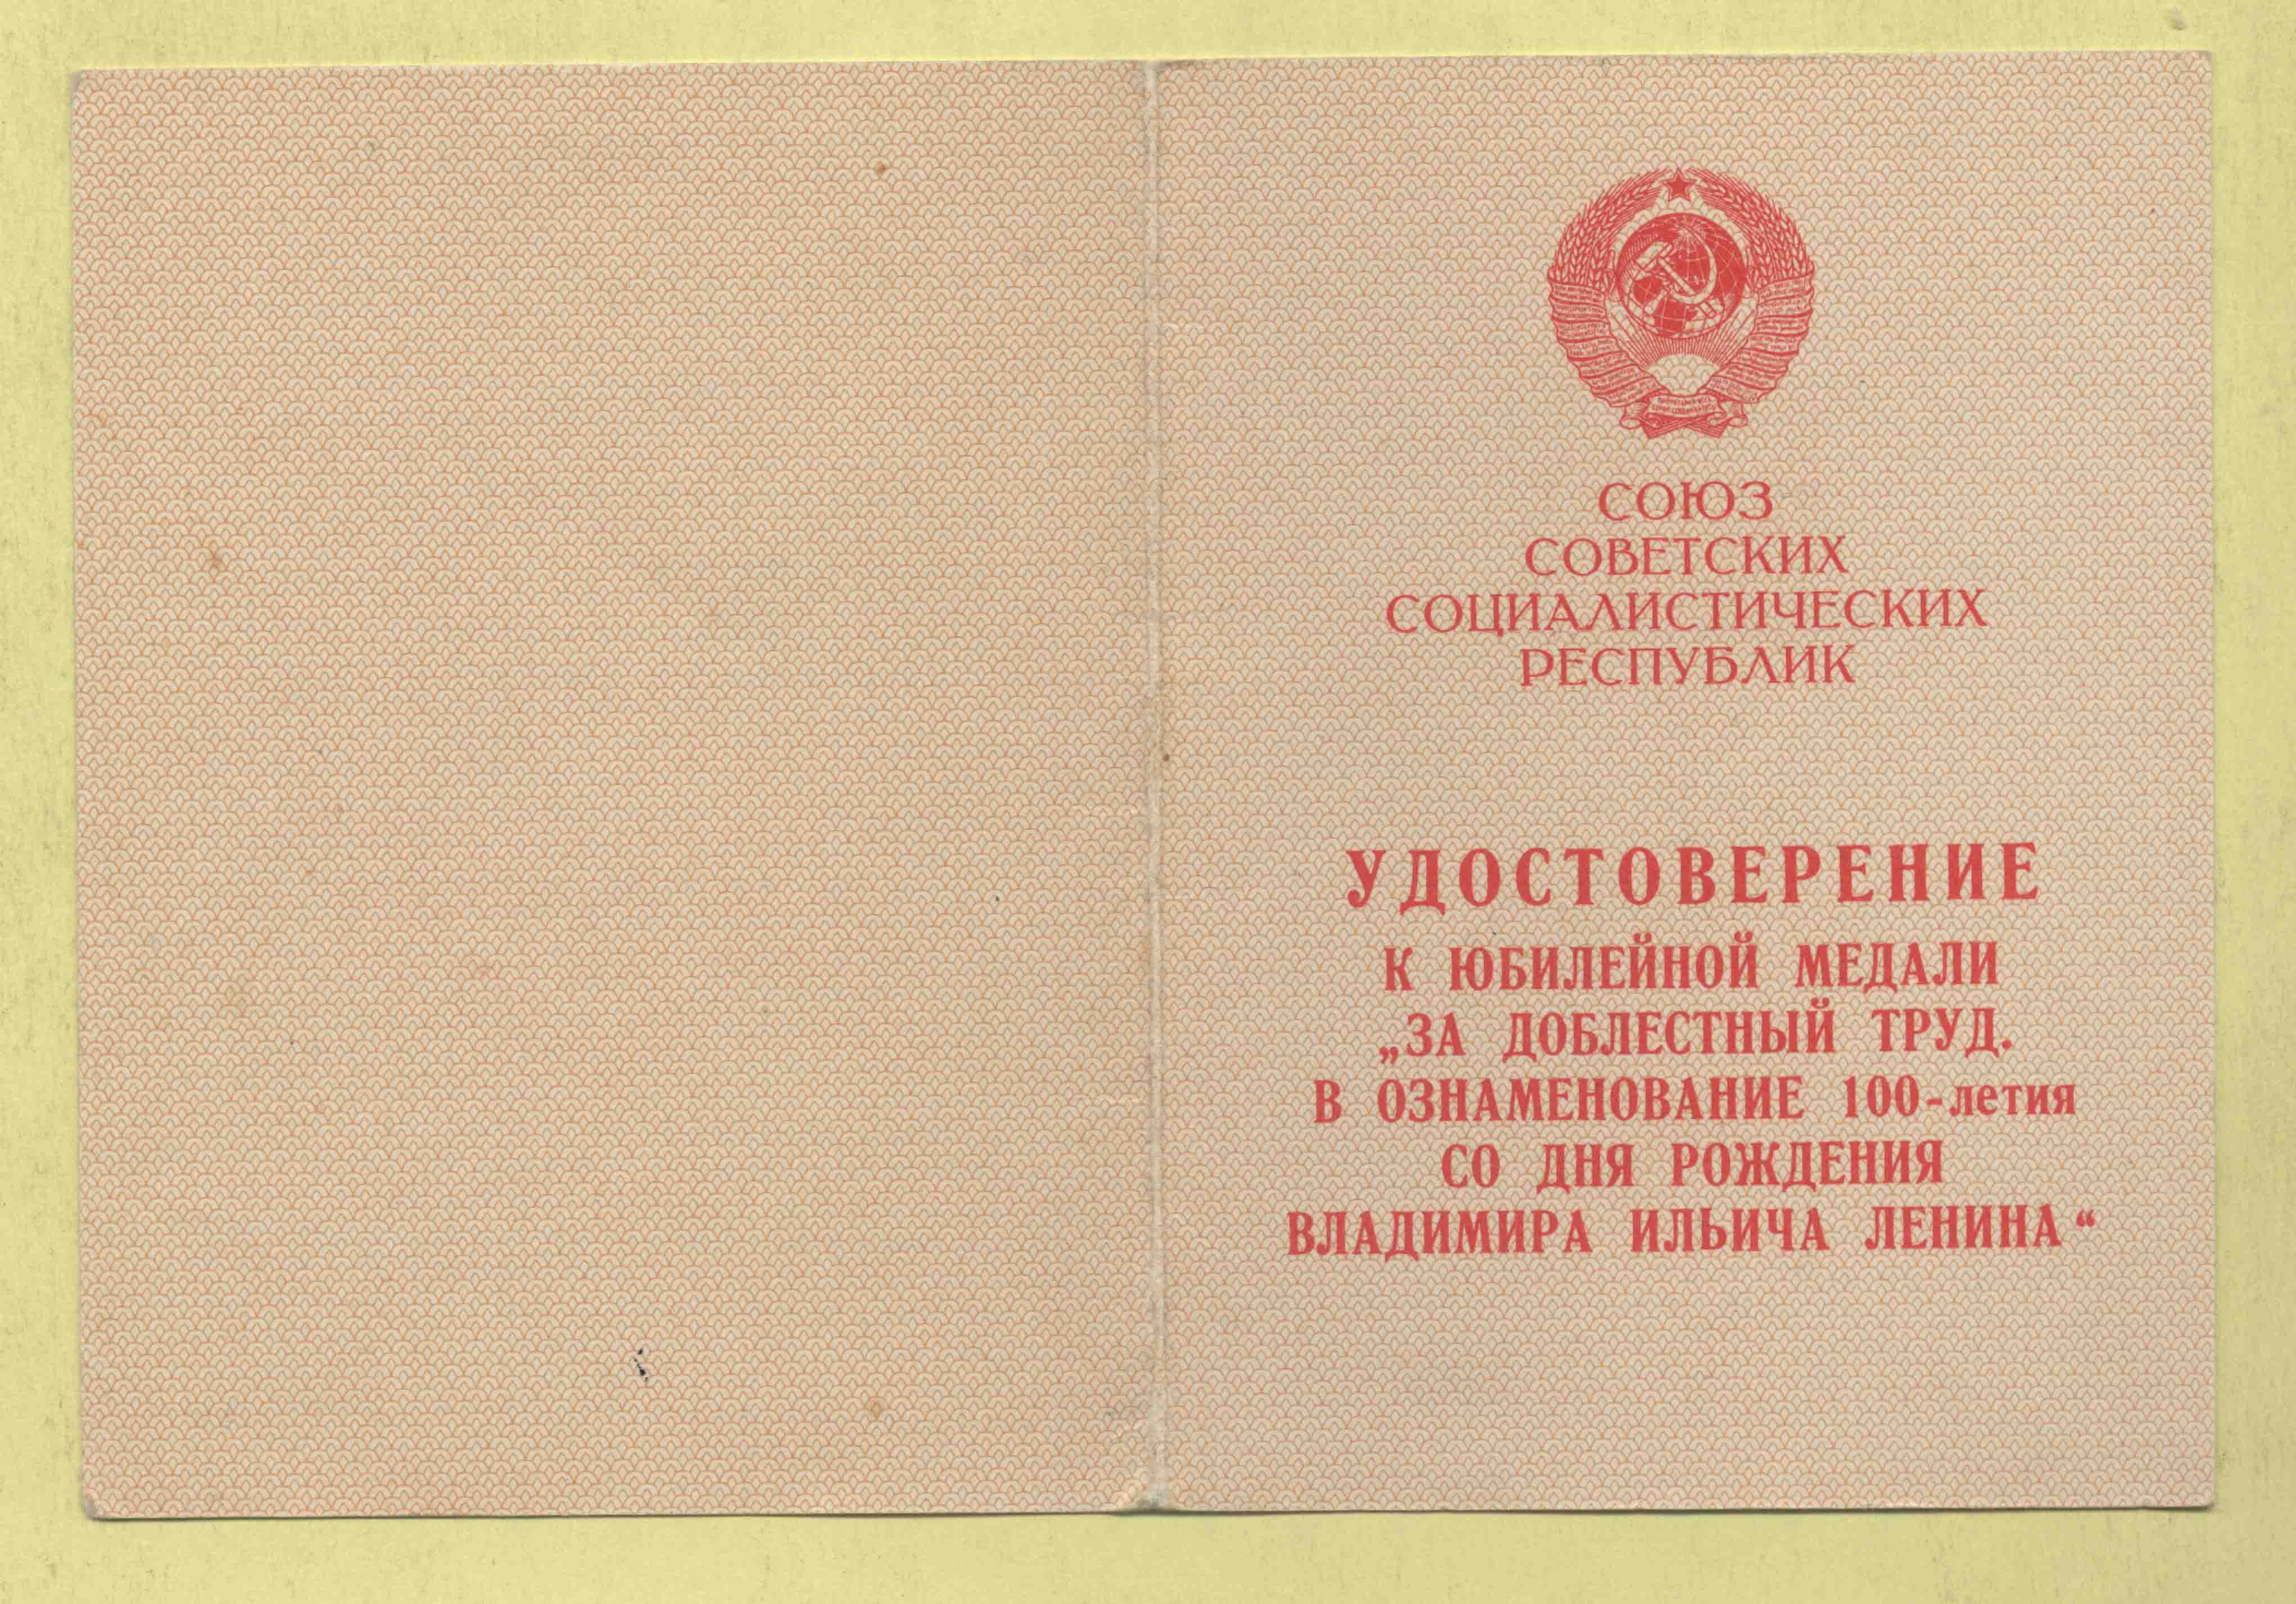 СОЮЗ
СОВЕТСКИХ
СОЦИАЛИСТИЧЕСКИХ
РЕСПУБЛИК
УДОСТОВЕРЕНИЕ
К ЮБИЛЕЙНОЙ МЕДАЛИ
„ЗА ДОБЛЕСТНЫЙ ТРУД.
В ОЗНАМЕНОВАНИЕ 100-летия
СО ДНЯ РОЖДЕНИЯ
ВЛАДИМИРА ИЛЬИЧА ЛЕНИНА“